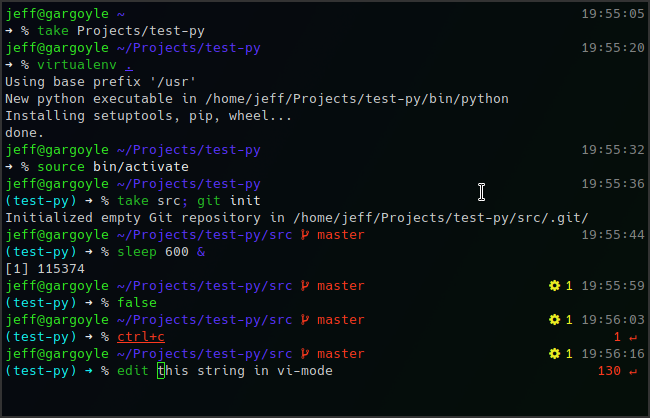 jeff@gargoyle ~ 19:55:05
➜ % take Projects/test-py
jeff@gargoyle ~/Projects/test-py 19:55:20
➜ % virtualenv .
Using base prefix '/usr'
New python executable in /home/jeff/Projects/test-py/bin/python
Installing setuptools, pip, wheel...
done.
jeff@gargoyle ~/Projects/test-py 19:55:32
➜ % source bin/activate
jeff@gargoyle ~/Projects/test-py 19:55:36
(test-py) ➜ % take src; git init
Initialized empty Git repository in /home/jeff/Projects/test-py/src/.git/
jeff@gargoyle ~/Projects/test-py/src master 19:55:44
(test-py) ➜ % sleep 600 &
[1] 115374
jeff@gargoyle ~/Projects/test-py/src master ⚙ 1 19:55:59
(test-py) ➜ % false
jeff@gargoyle ~/Projects/test-py/src master ⚙ 1 19:56:03
(test-py) ➜ % ctrl+c 1 ↵
jeff@gargoyle ~/Projects/test-py/src master ⚙ 1 19:56:16
(test-py) ➜ % edit this string in vi-mode 130 ↵